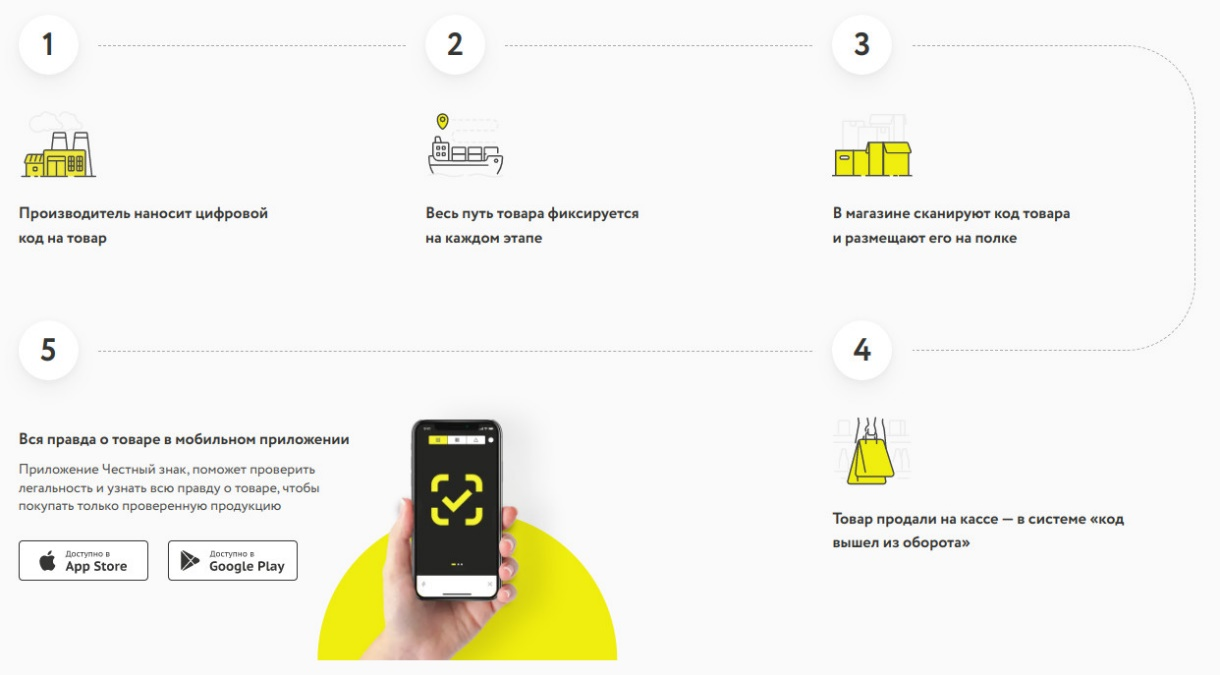 1
2
3
Производитель наносит цифровой
код на товар
Весь путь товара фиксируется
на каждом этапе
В магазине сканируют код товара
и размещают его на полке
5
4
Вся правда о товаре в мобильном приложении
Приложение Честный знак, поможет проверить
легальность и узнать всю правду о товаре, чтобы
покупать только проверенную продукцию
Доступно в
App Store
Доступно в
Google Play
Товар продали на кассе — в системе «код
вышел из оборота»